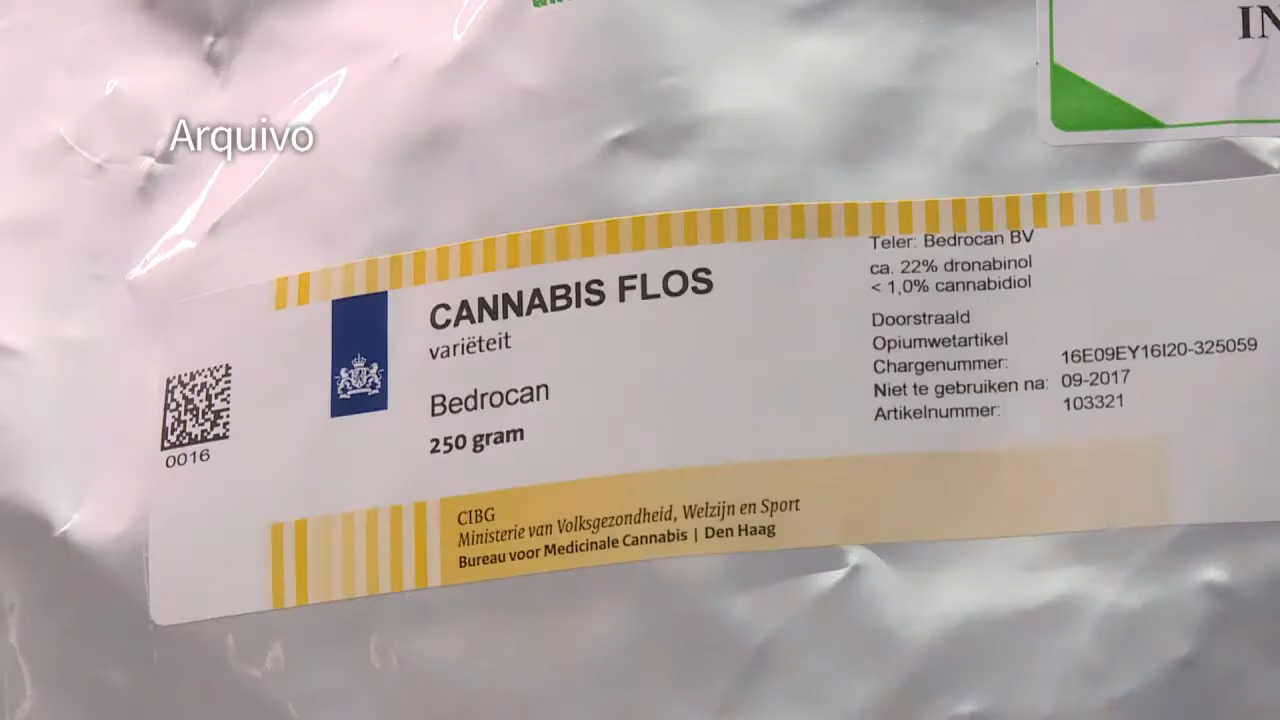 IN
Arquivo
CANNABIS FLOS
variëteit
Bedrocan
250 gram
Teler: Bedrocan BV
ca. 22% dronabinol
< 1,0% cannabidiol
Doorstraald
Opiumwetartikel
Chargenummer: 16E09EY16I20-325059
Niet te gebruiken na: 09-2017
Artikelnummer: 103321
0016
CIBG
Ministerie van Volksgezondheid, Welzijn en Sport
Bureau voor Medicinale Cannabis | Den Haag